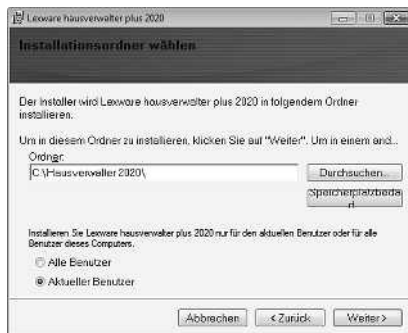 Lexware hausverwalter plus 2020
Installationsordner wählen
Der Installer wird Lexware hausverwalter plus 2020 in folgendem Ordner
installieren.
Um in diesem Ordner zu installieren, klicken Sie auf "Weiter". Um in einem and...
Ordner:
C:\Hausverwalter 2020\
Durchsuchen...
Speicherplatzbedar
f
Installieren Sie Lexware hausverwalter plus 2020 nur für den aktuellen Benutzer oder für alle
Benutzer dieses Computers.
Alle Benutzer
Aktueller Benutzer
Abbrechen
< Zurück
Weiter >